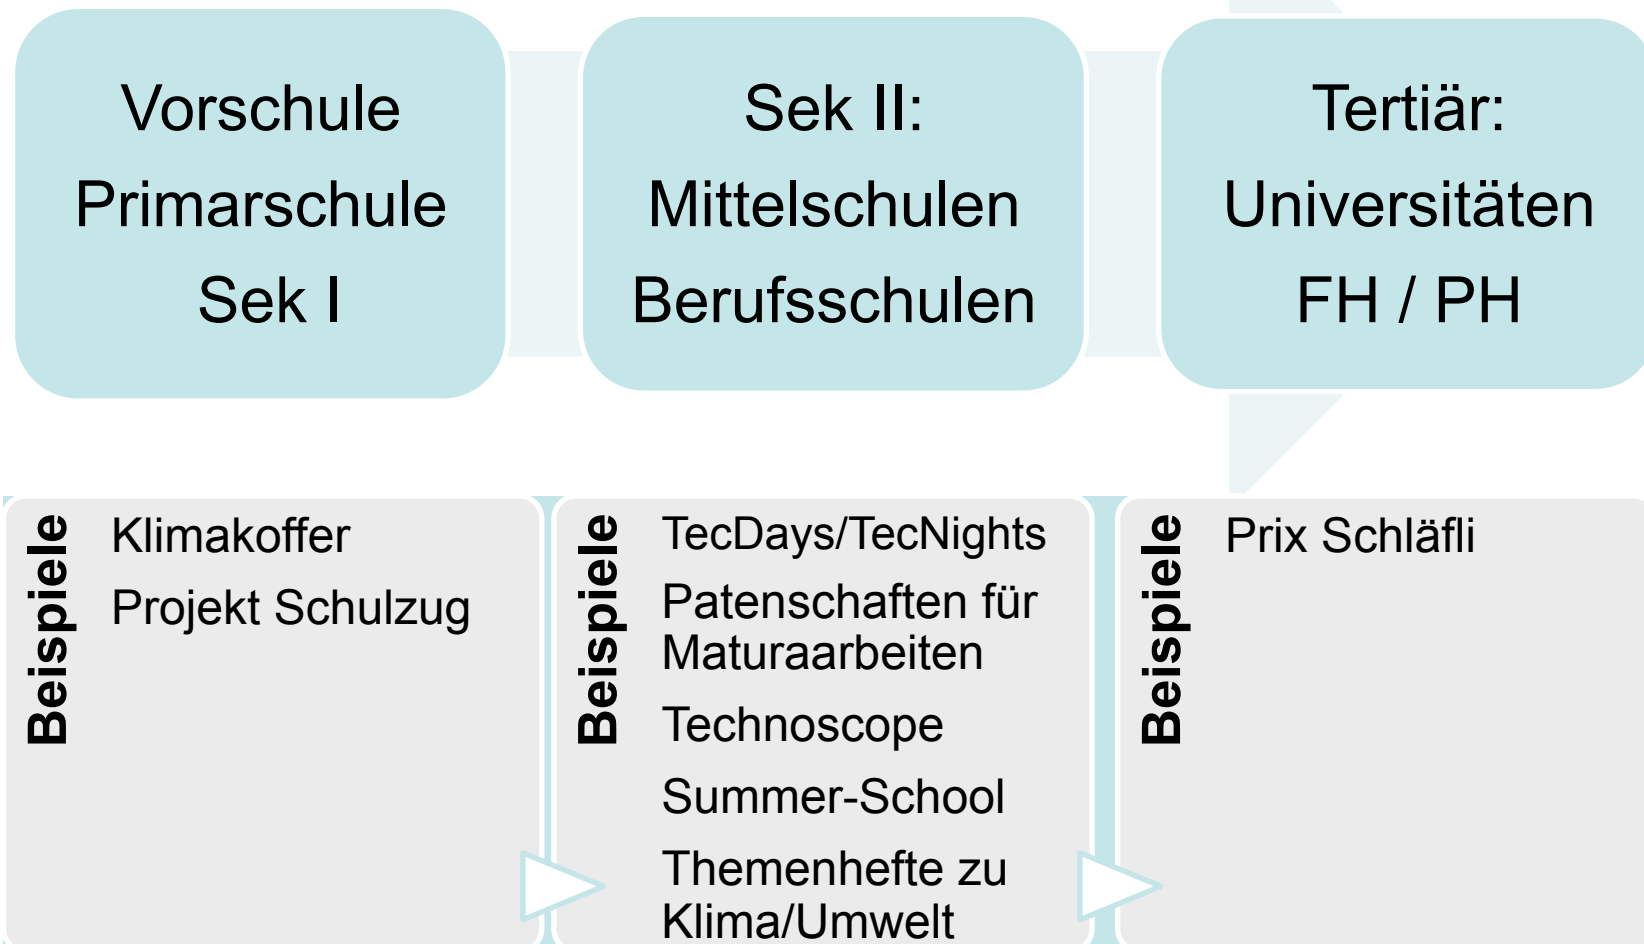 Vorschule
Primarschule
Sek I
Sek II:
Mittelschulen
Berufsschulen
Tertiär:
Universitäten
FH / PH
Beispiele
Klimakoffer
Projekt Schulzug
Beispiele
TecDays/TecNights
Patenschaften für
Maturaarbeiten
Technoscope
Summer-School
Themenhefte zu
Klima/Umwelt
Beispiele
Prix Schläfli